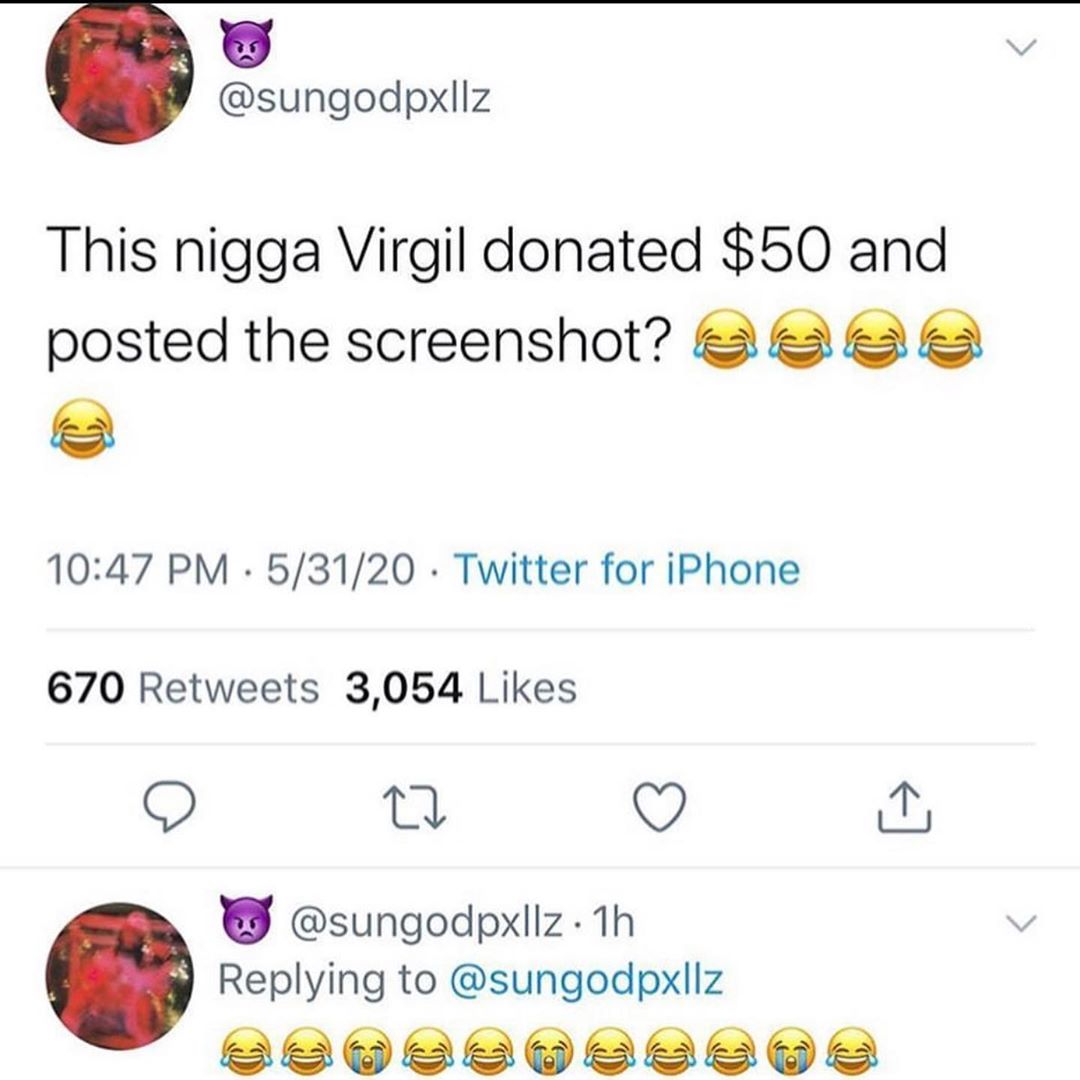 😈
@sungodpxllz
This nigga Virgil donated $50 and
posted the screenshot? 😂😂😂😂
😂
10:47 PM · 5/31/20 · Twitter for iPhone
670 Retweets 3,054 Likes
👿 @sungodpxllz · 1h
Replying to @sungodpxllz
😂😂😭😂😂😭😂😂😂😭😂